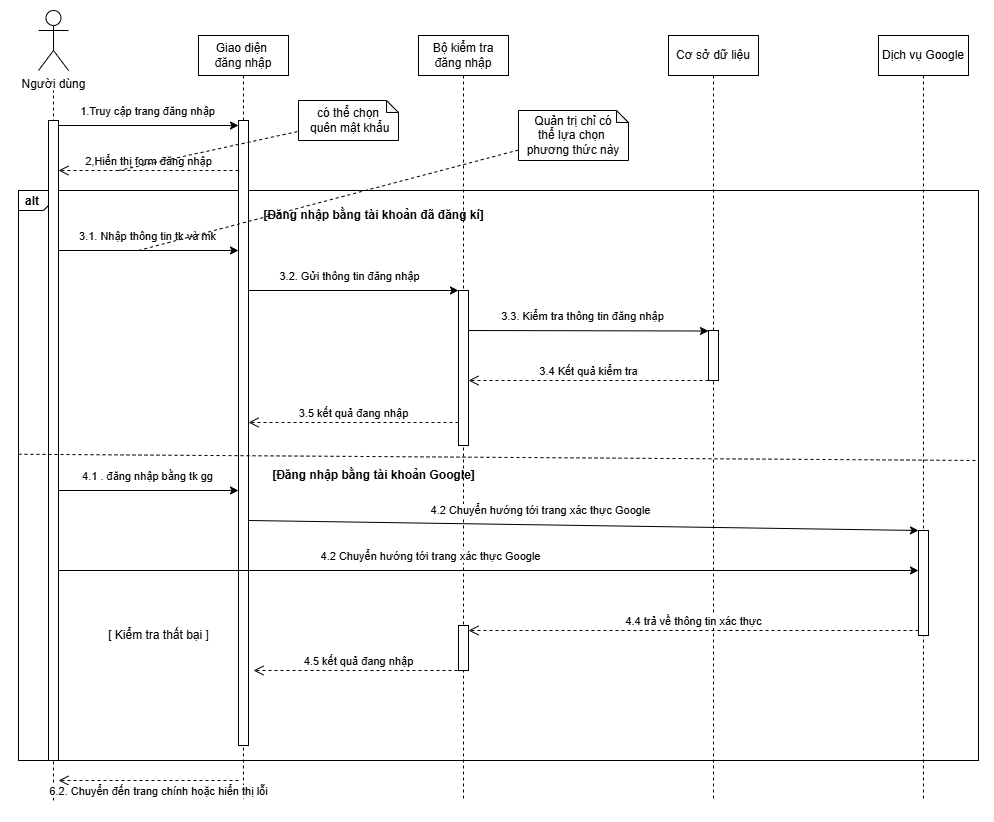 Người dùng
Giao diện
đăng nhập
Bộ kiểm tra
đăng nhập
Cơ sở dữ liệu
Dịch vụ Google
1.Truy cập trang đăng nhập
có thể chọn
quên mật khẩu
Quản trị chỉ có
thể lựa chọn
phương thức này
2,Hiển thị form đăng nhập
alt
[Đăng nhập bằng tài khoản đã đăng kí]
3.1. Nhập thông tin tk và mk
3.2. Gửi thông tin đăng nhập
3.3. Kiểm tra thông tin đăng nhập
3.4 Kết quả kiểm tra
3.5 kết quả đang nhập
4.1 . đăng nhập bằng tk gg
[Đăng nhập bằng tài khoản Google]
4.2 Chuyển hướng tới trang xác thực Google
4.2 Chuyển hướng tới trang xác thực Google
4.4 trả về thông tin xác thực
[ Kiểm tra thất bại ]
4.5 kết quả đang nhập
6.2. Chuyển đến trang chính hoặc hiển thị lỗi